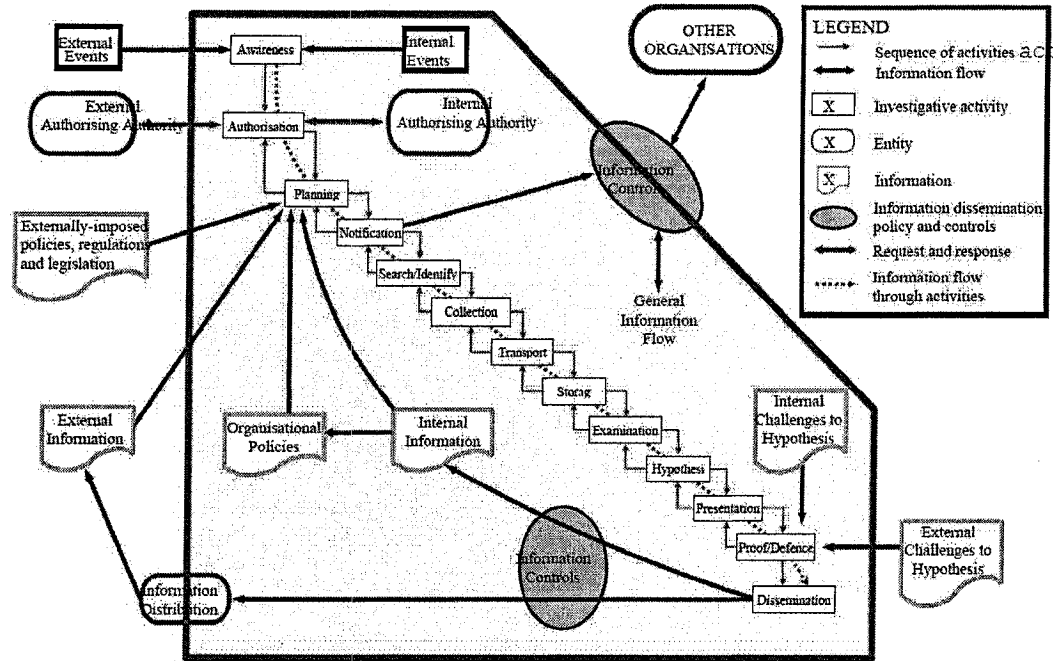 External
Events
Awareness
Internal
Events
OTHER
ORGANISATIONS
LEGEND
Sequence of activities ac
Information flow
X Investigative activity
X Entity
X Information
Information dissemination
policy and controls
Request and response
Information flow
through activities
External
Authorising Authority
Authorisation
Internal
Authorising Authority
Information
Controls
Planning
Externally-imposed
policies, regulations
and legislation
Notification
Search/Identify
Collection
General
Information
Flow
Transport
Storag
External
Information
Organisational
Policies
Internal
Information
Examination
Internal
Challenges to
Hypothesis
Hypothesi
Presentation
Proof/Defence
External
Challenges to
Hypothesis
Information
Controls
Information
Distribution
Dissemination